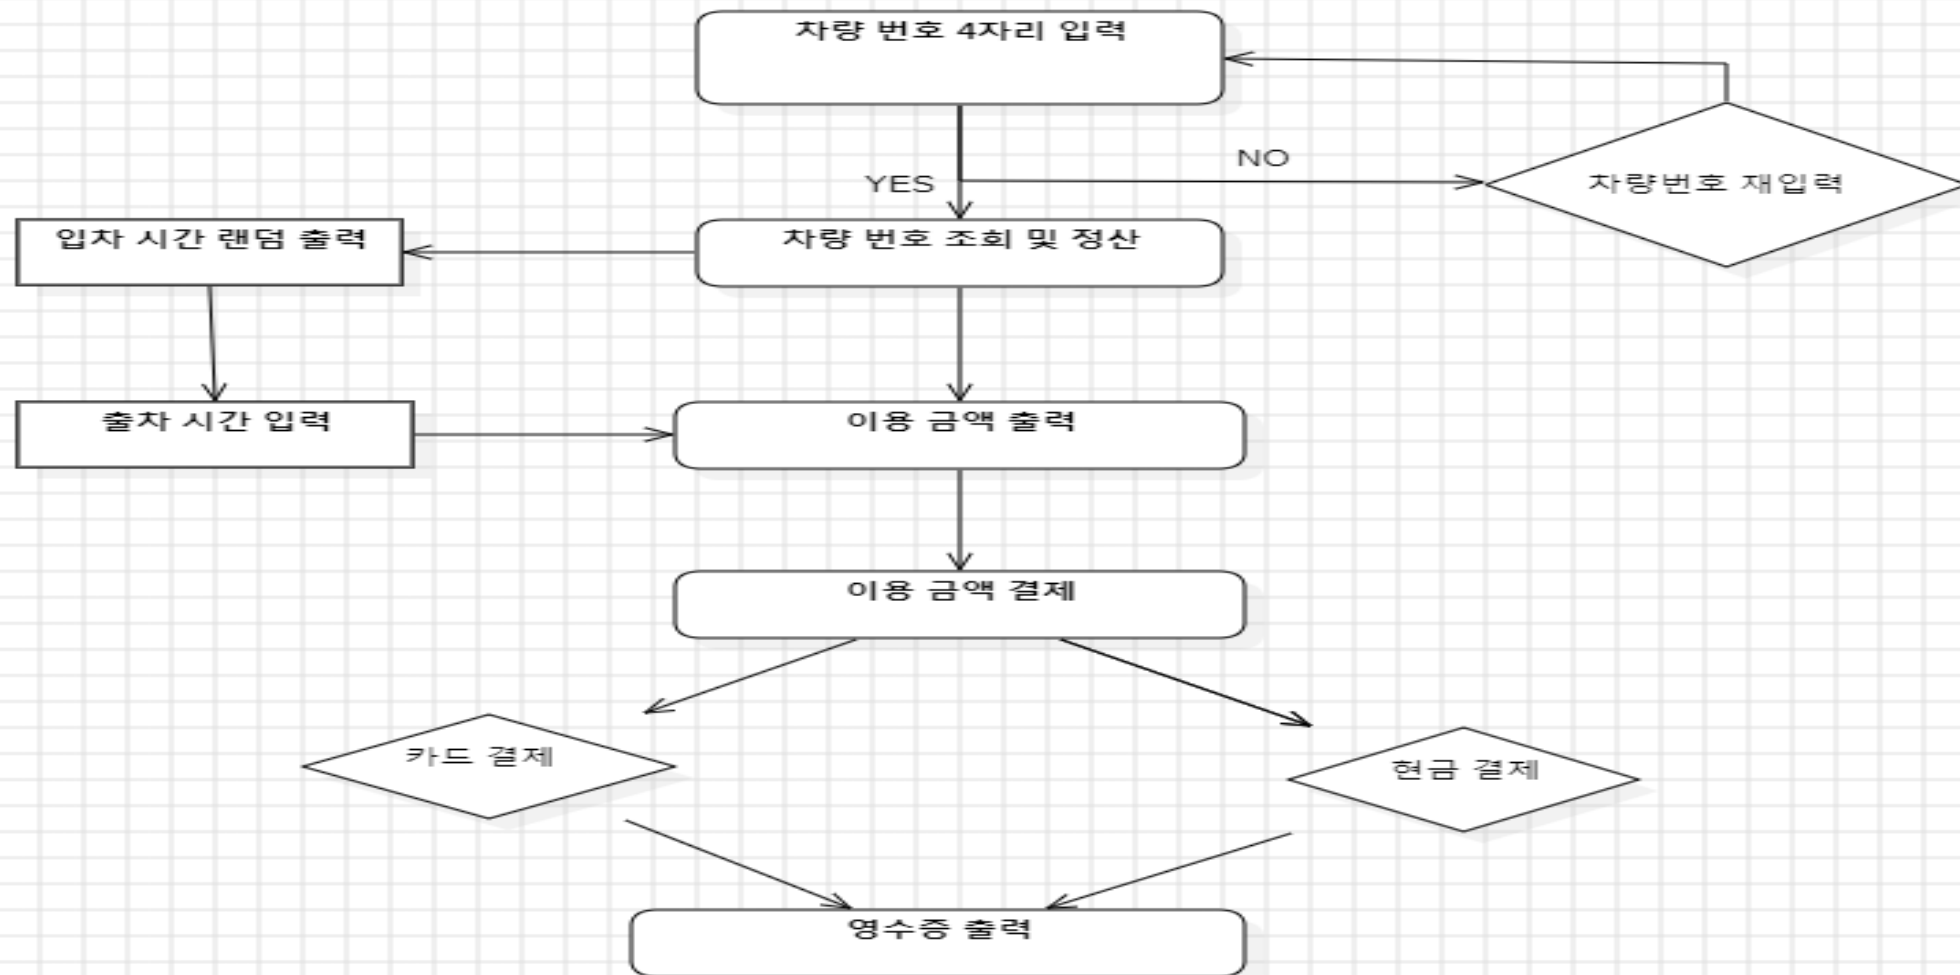 차량 번호 4자리 입력
NO
YES
차량번호 재입력
입차 시간 랜덤 출력
차량 번호 조회 및 정산
출차 시간 입력
이용 금액 출력
이용 금액 결제
카드 결제
현금 결제
영수증 출력